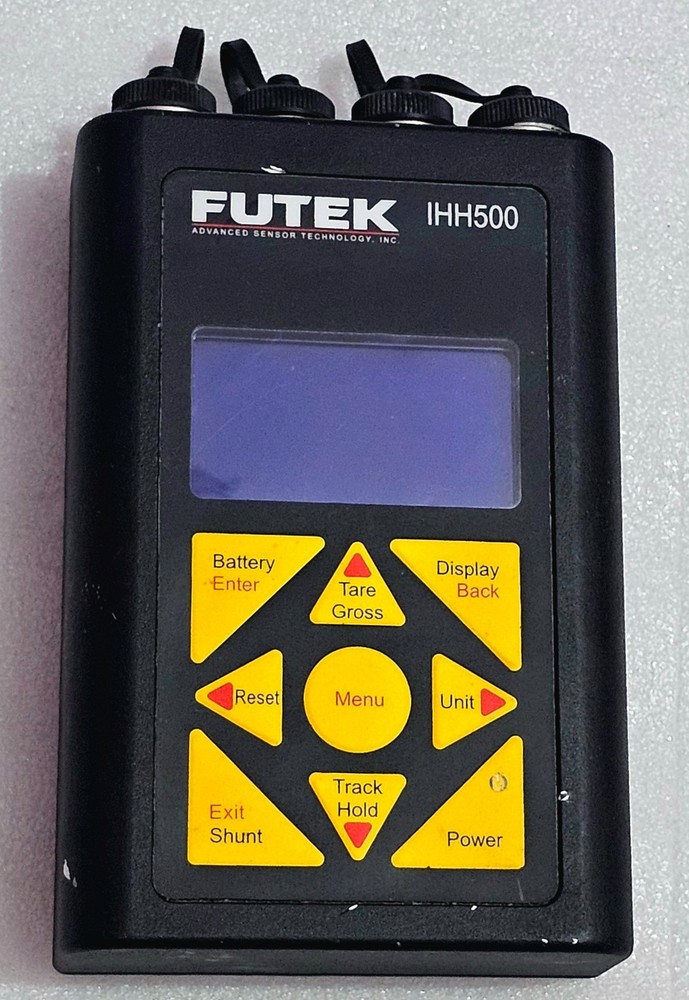 FUTEK
IHH500
ADVANCED SENSOR TECHNOLOGY, INC.
Battery
Enter
Tare
Gross
Display
Back
Reset
Menu
Unit
Exit
Shunt
Track
Hold
Power